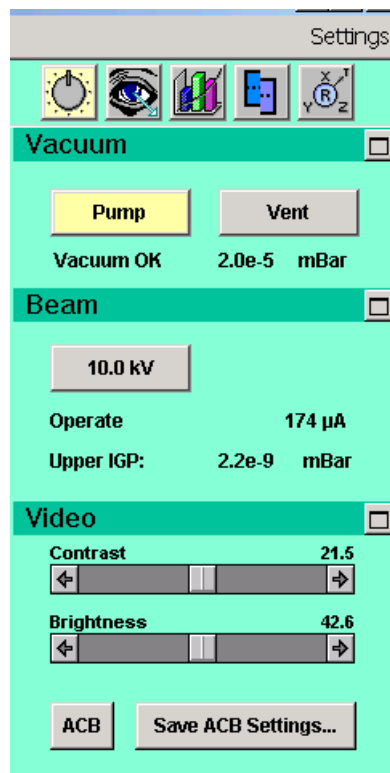 Settings
X T
R
Y Z
Vacuum
Pump Vent
Vacuum OK 2.0e-5 mBar
Beam
10.0 kV
Operate 174 µA
Upper IGP: 2.2e-9 mBar
Video
Contrast 21.5
Brightness 42.6
ACB Save ACB Settings...